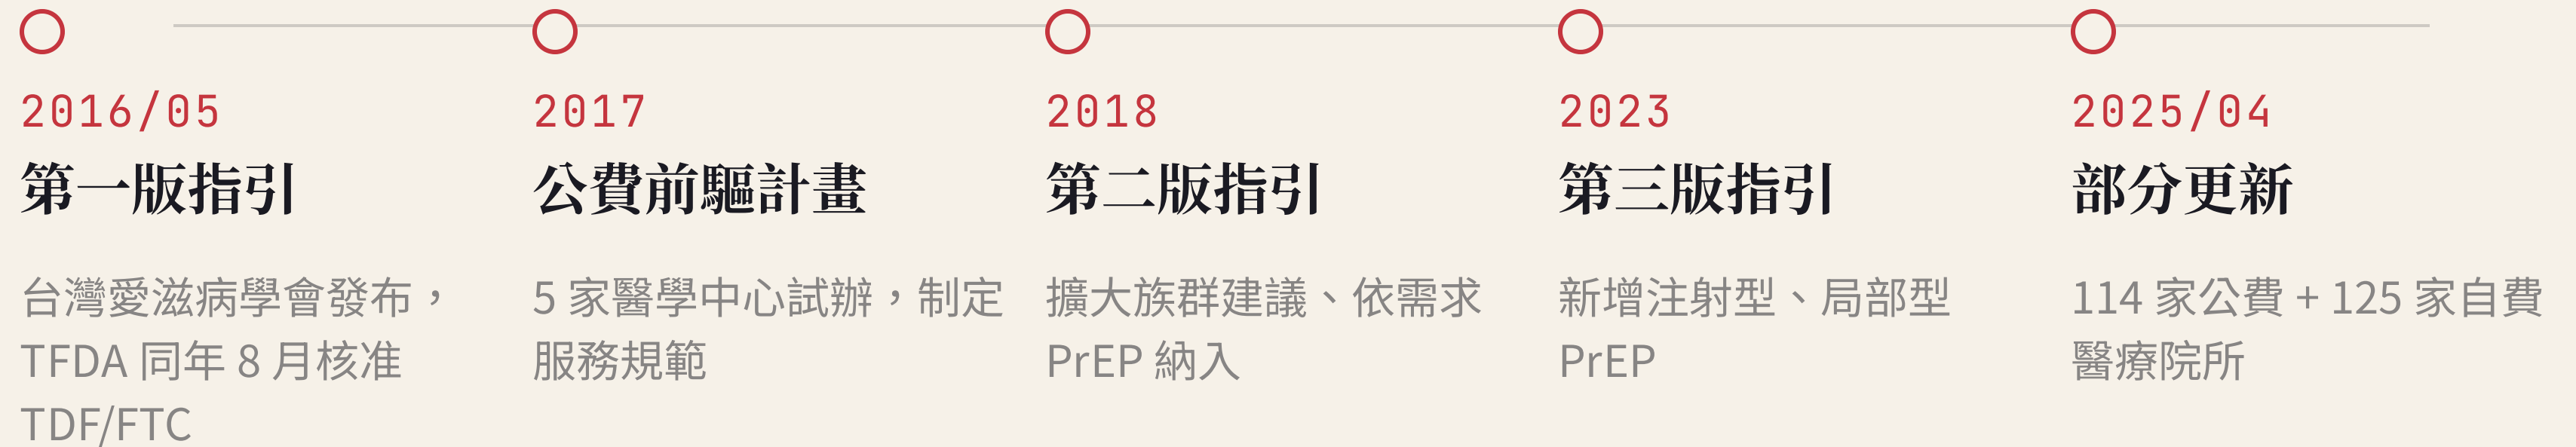 2016/05
第一版指引
台灣愛滋病學會發布，
TFDA 同年 8 月核准
TDF/FTC
2017
公費前驅計畫
5 家醫學中心試辦，制定
服務規範
2018
第二版指引
擴大族群建議、依需求
PrEP 納入
2023
第三版指引
新增注射型、局部型
PrEP
2025/04
部分更新
114 家公費 + 125 家自費
醫療院所